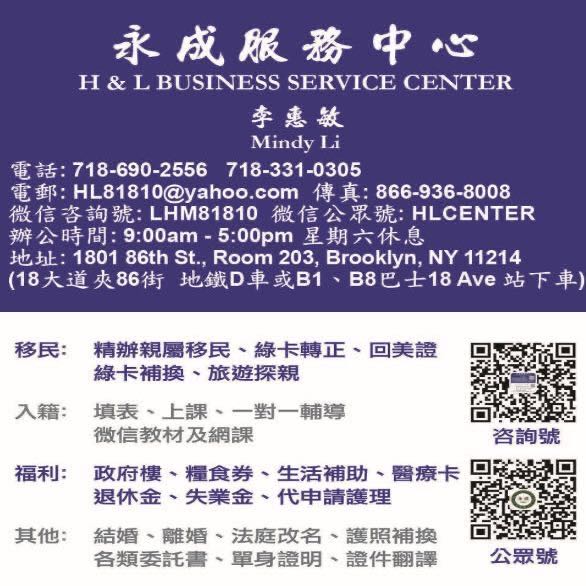 永成服務中心
H & L BUSINESS SERVICE CENTER
李惠敏
Mindy Li
電話: 718-690-2556 718-331-0305
電郵: HL81810@yahoo.com 傳真: 866-936-8008
微信咨詢號: LHM81810 微信公眾號: HLCENTER
辦公時間: 9:00am - 5:00pm 星期六休息
地址: 1801 86th St., Room 203, Brooklyn, NY 11214
(18大道夾86街 地鐵D車或B1、B8巴士18 Ave 站下車)
移民: 精辦親屬移民、綠卡轉正、回美證
綠卡補換、旅遊探親
入籍: 填表、上課、一對一輔導
微信教材及網課
咨詢號
福利: 政府樓、糧食券、生活補助、醫療卡
退休金、失業金、代申請護理
其他: 結婚、離婚、法庭改名、護照補換
各類委託書、單身證明、證件翻譯
公眾號